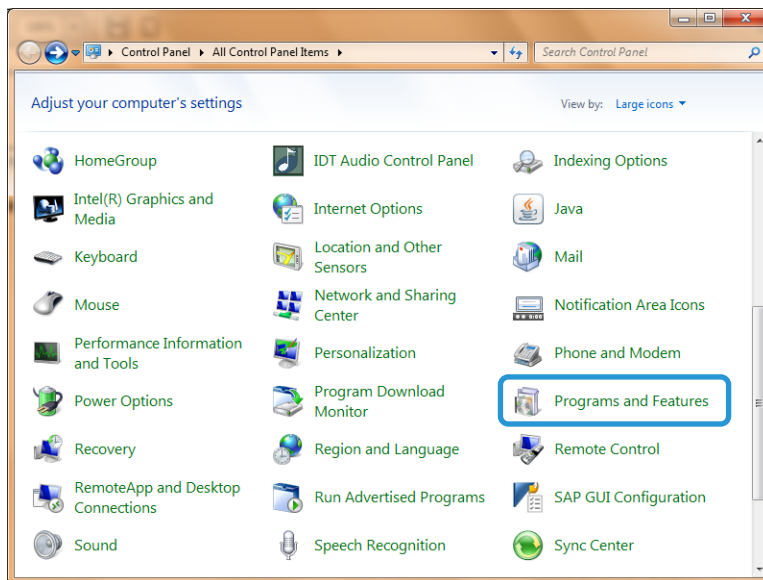 Control Panel
All Control Panel Items
Search Control Panel
Adjust your computer's settings
View by: Large icons
HomeGroup
IDT Audio Control Panel
Indexing Options
Intel(R) Graphics and
Media
Internet Options
Java
Keyboard
Location and Other
Sensors
Mail
Mouse
Network and Sharing
Center
Notification Area Icons
Performance Information
and Tools
Personalization
Phone and Modem
Power Options
Program Download
Monitor
Programs and Features
Recovery
Region and Language
Remote Control
RemoteApp and Desktop
Connections
Run Advertised Programs
SAP GUI Configuration
Sound
Speech Recognition
Sync Center